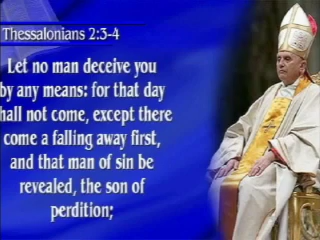 Thessalonians 2:3-4
Let no man deceive you
by any means: for that day
hall not come, except there
come a falling away first,
and that man of sin be
revealed, the son of
perdition;